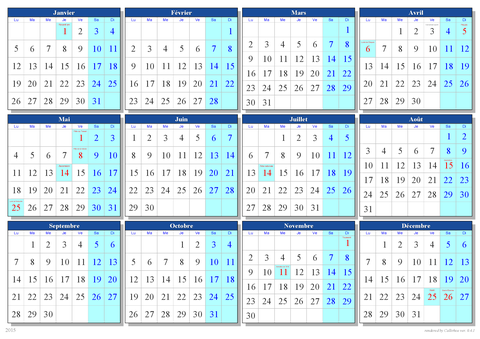 Janvier
Lu Ma Me Je Ve Sa Di
1 2 3 4
5 6 7 8 9 10 11
12 13 14 15 16 17 18
19 20 21 22 23 24 25
26 27 28 29 30 31
Février
Lu Ma Me Je Ve Sa Di
1
2 3 4 5 6 7 8
9 10 11 12 13 14 15
16 17 18 19 20 21 22
23 24 25 26 27 28
Mars
Lu Ma Me Je Ve Sa Di
1
2 3 4 5 6 7 8
9 10 11 12 13 14 15
16 17 18 19 20 21 22
23 24 25 26 27 28 29
30 31
Avril
Lu Ma Me Je Ve Sa Di
1 2 3 4 5
6 7 8 9 10 11 12
13 14 15 16 17 18 19
20 21 22 23 24 25 26
27 28 29 30
Mai
Lu Ma Me Je Ve Sa Di
1 2 3
4 5 6 7 8 9 10
11 12 13 14 15 16 17
18 19 20 21 22 23 24
25 26 27 28 29 30 31
Juin
Lu Ma Me Je Ve Sa Di
1 2 3 4 5 6 7
8 9 10 11 12 13 14
15 16 17 18 19 20 21
22 23 24 25 26 27 28
29 30
Juillet
Lu Ma Me Je Ve Sa Di
1 2 3 4 5
6 7 8 9 10 11 12
13 14 15 16 17 18 19
20 21 22 23 24 25 26
27 28 29 30 31
Août
Lu Ma Me Je Ve Sa Di
1 2
3 4 5 6 7 8 9
10 11 12 13 14 15 16
17 18 19 20 21 22 23
24 25 26 27 28 29 30
31
Septembre
Lu Ma Me Je Ve Sa Di
1 2 3 4 5 6
7 8 9 10 11 12 13
14 15 16 17 18 19 20
21 22 23 24 25 26 27
28 29 30
Octobre
Lu Ma Me Je Ve Sa Di
1 2 3 4
5 6 7 8 9 10 11
12 13 14 15 16 17 18
19 20 21 22 23 24 25
26 27 28 29 30 31
Novembre
Lu Ma Me Je Ve Sa Di
1
2 3 4 5 6 7 8
9 10 11 12 13 14 15
16 17 18 19 20 21 22
23 24 25 26 27 28 29
30
Décembre
Lu Ma Me Je Ve Sa Di
1 2 3 4 5 6
7 8 9 10 11 12 13
14 15 16 17 18 19 20
21 22 23 24 25 26 27
28 29 30 31